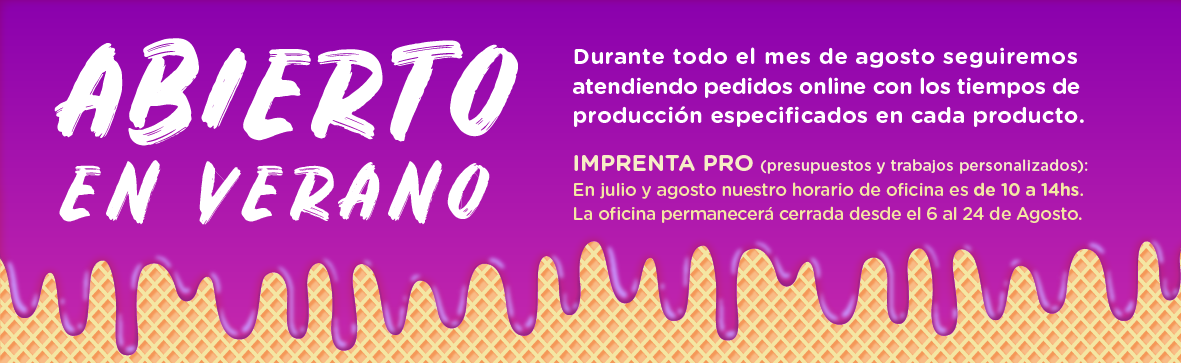 ABIERTO
EN VERANO
Durante todo el mes de agosto seguiremos
atendiendo pedidos online con los tiempos de
producción especificados en cada producto.
IMPRENTA PRO (presupuestos y trabajos personalizados):
En julio y agosto nuestro horario de oficina es de 10 a 14hs.
La oficina permanecerá cerrada desde el 6 al 24 de Agosto.